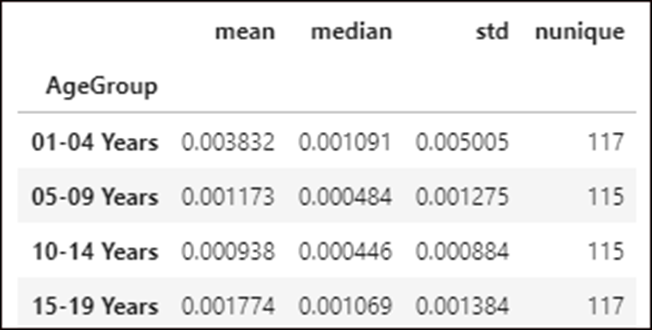 mean median std nunique
AgeGroup
01-04 Years 0.003832 0.001091 0.005005 117
05-09 Years 0.001173 0.000484 0.001275 115
10-14 Years 0.000938 0.000446 0.000884 115
15-19 Years 0.001774 0.001069 0.001384 117